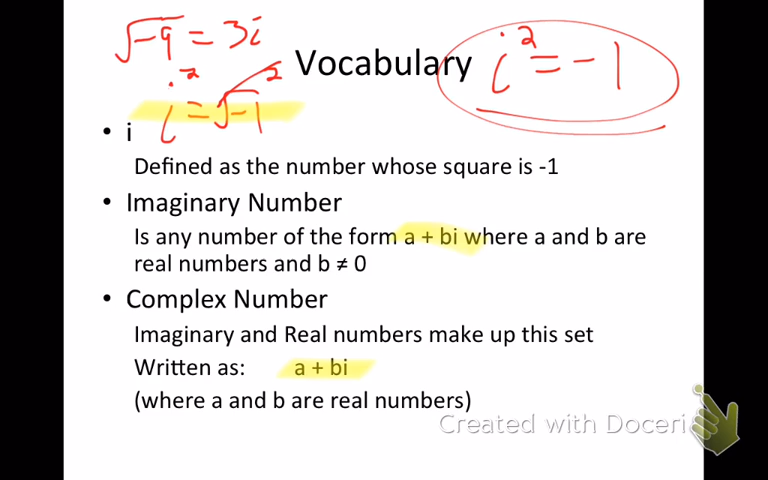 √-9 = 3i
Vocabulary
i² = -1
i² = √-1²
• i
Defined as the number whose square is -1
• Imaginary Number
Is any number of the form a + bi where a and b are
real numbers and b ≠ 0
• Complex Number
Imaginary and Real numbers make up this set
Written as: a + bi
(where a and b are real numbers)
Created with Doceri